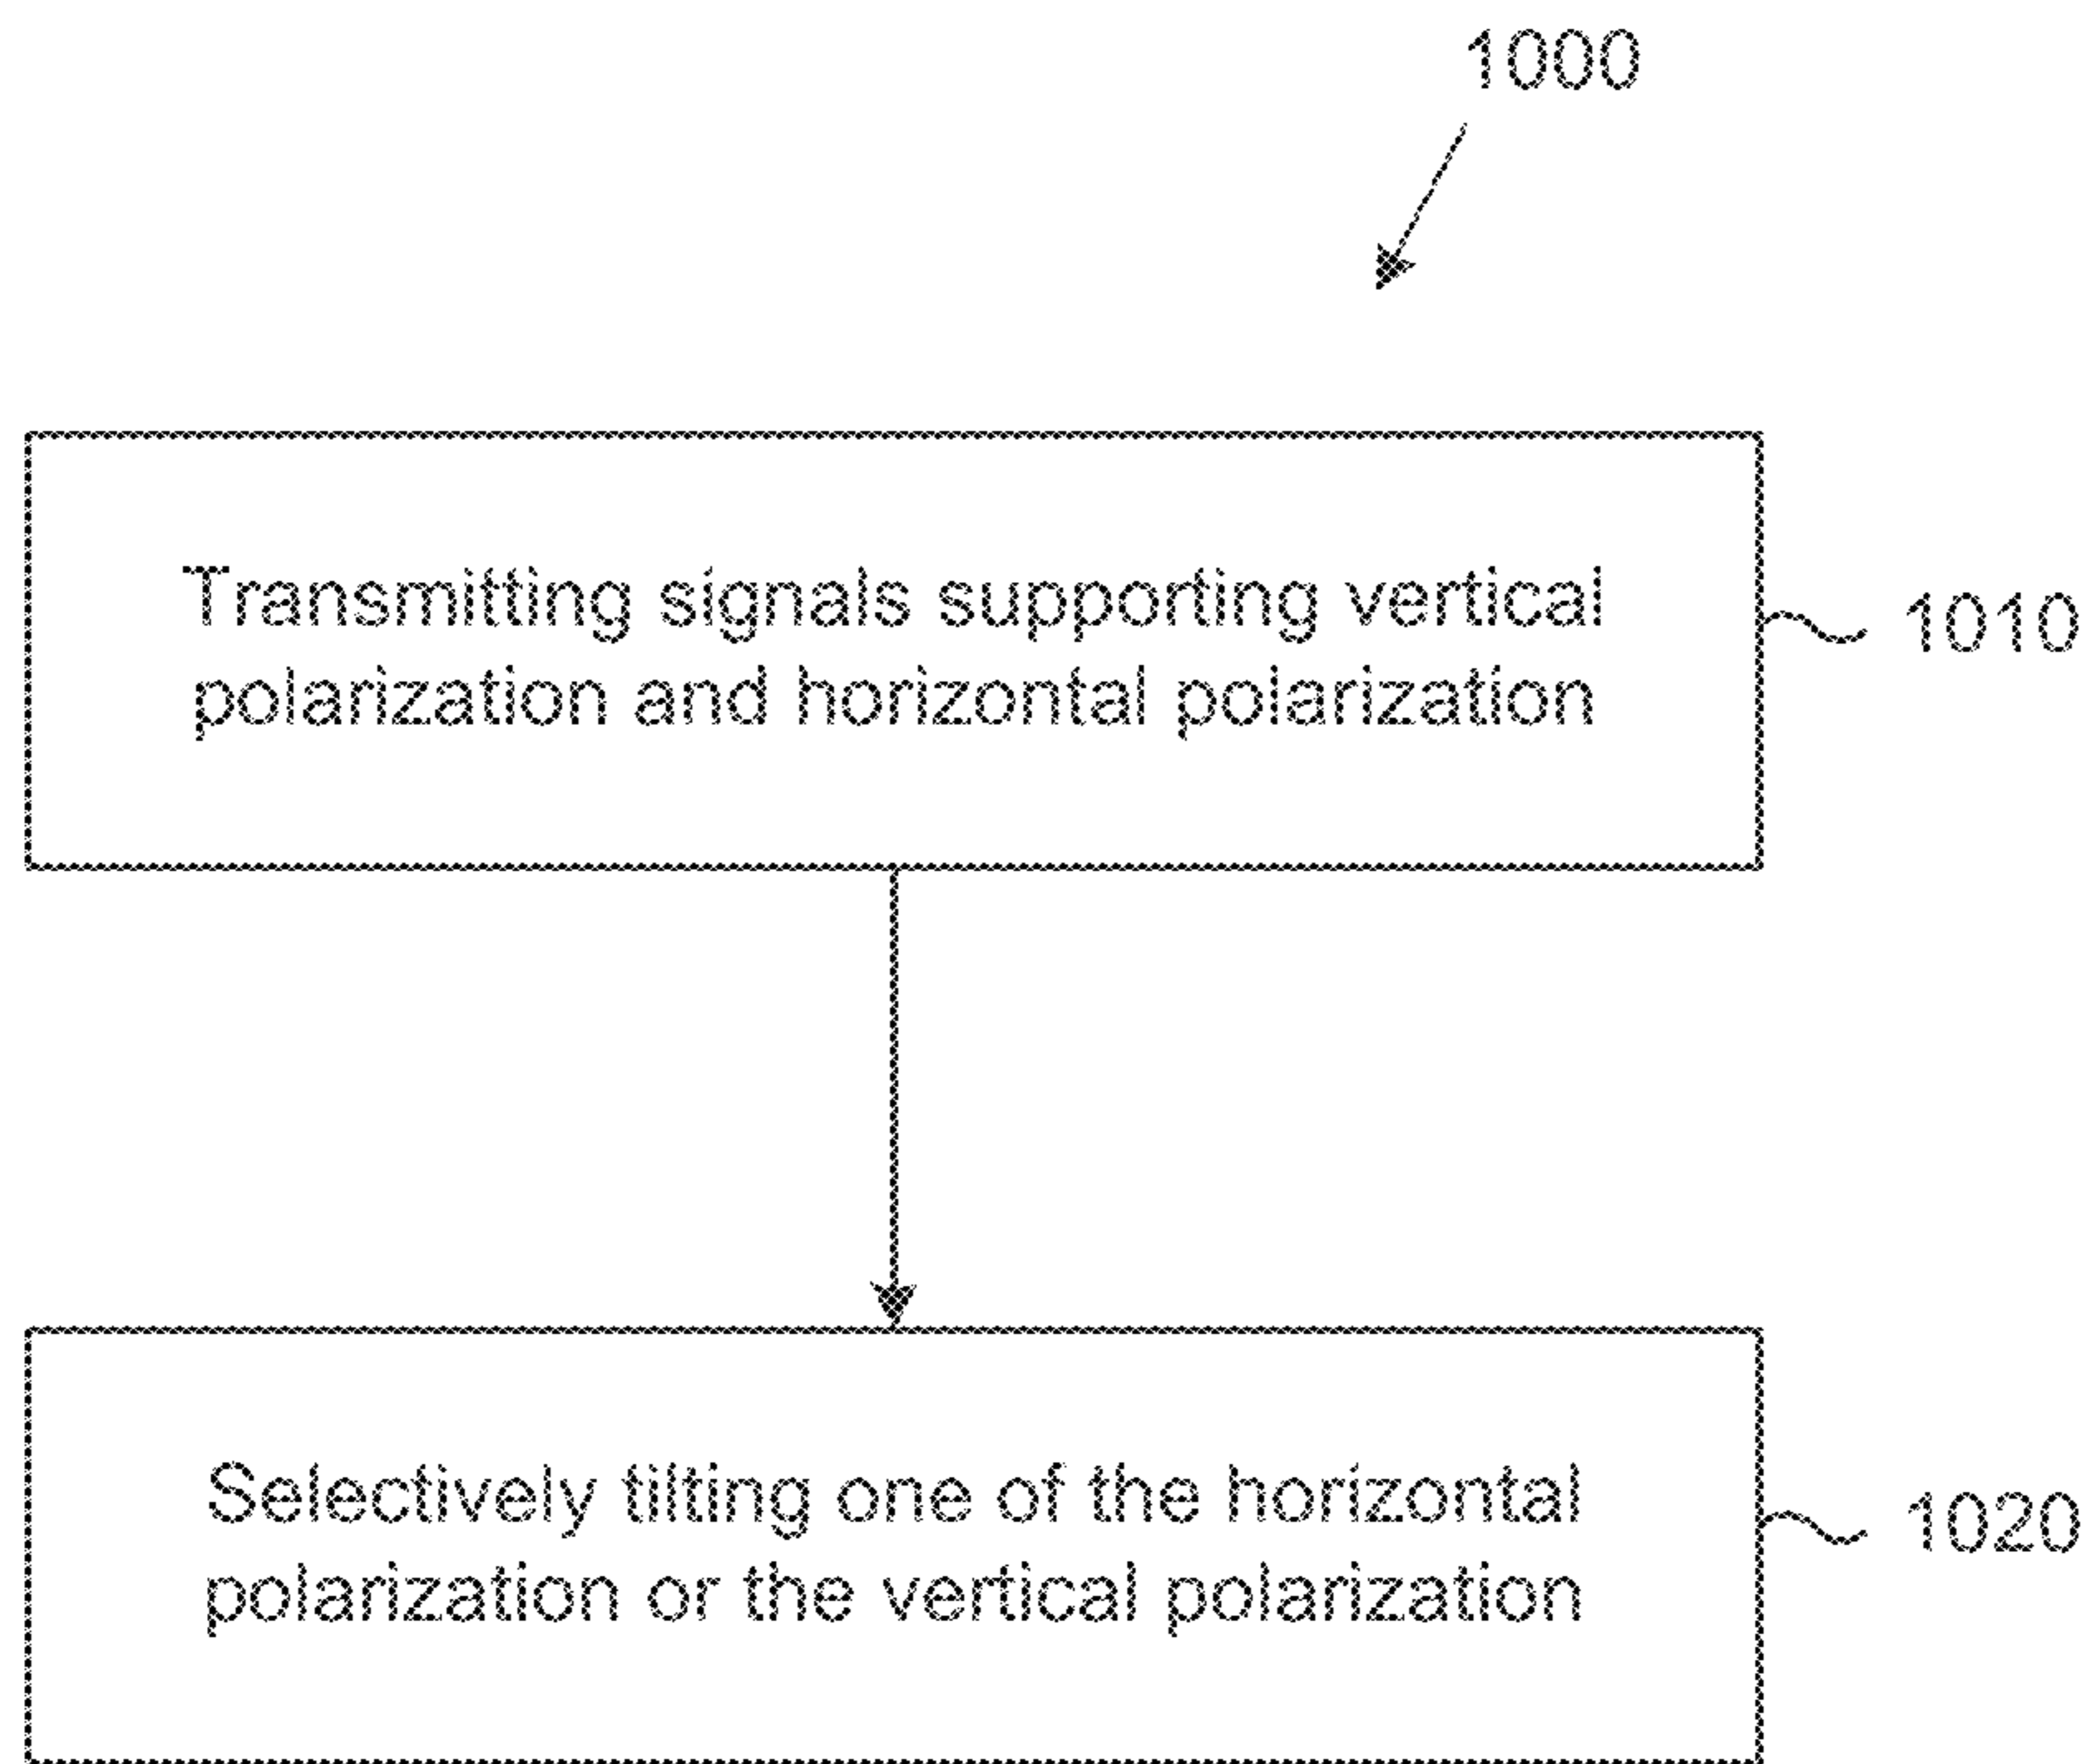 1000
Transmitting signals supporting vertical
polarization and horizontal polarization
1010
Selectively tilting one of the horizontal
polarization or the vertical polarization
1020